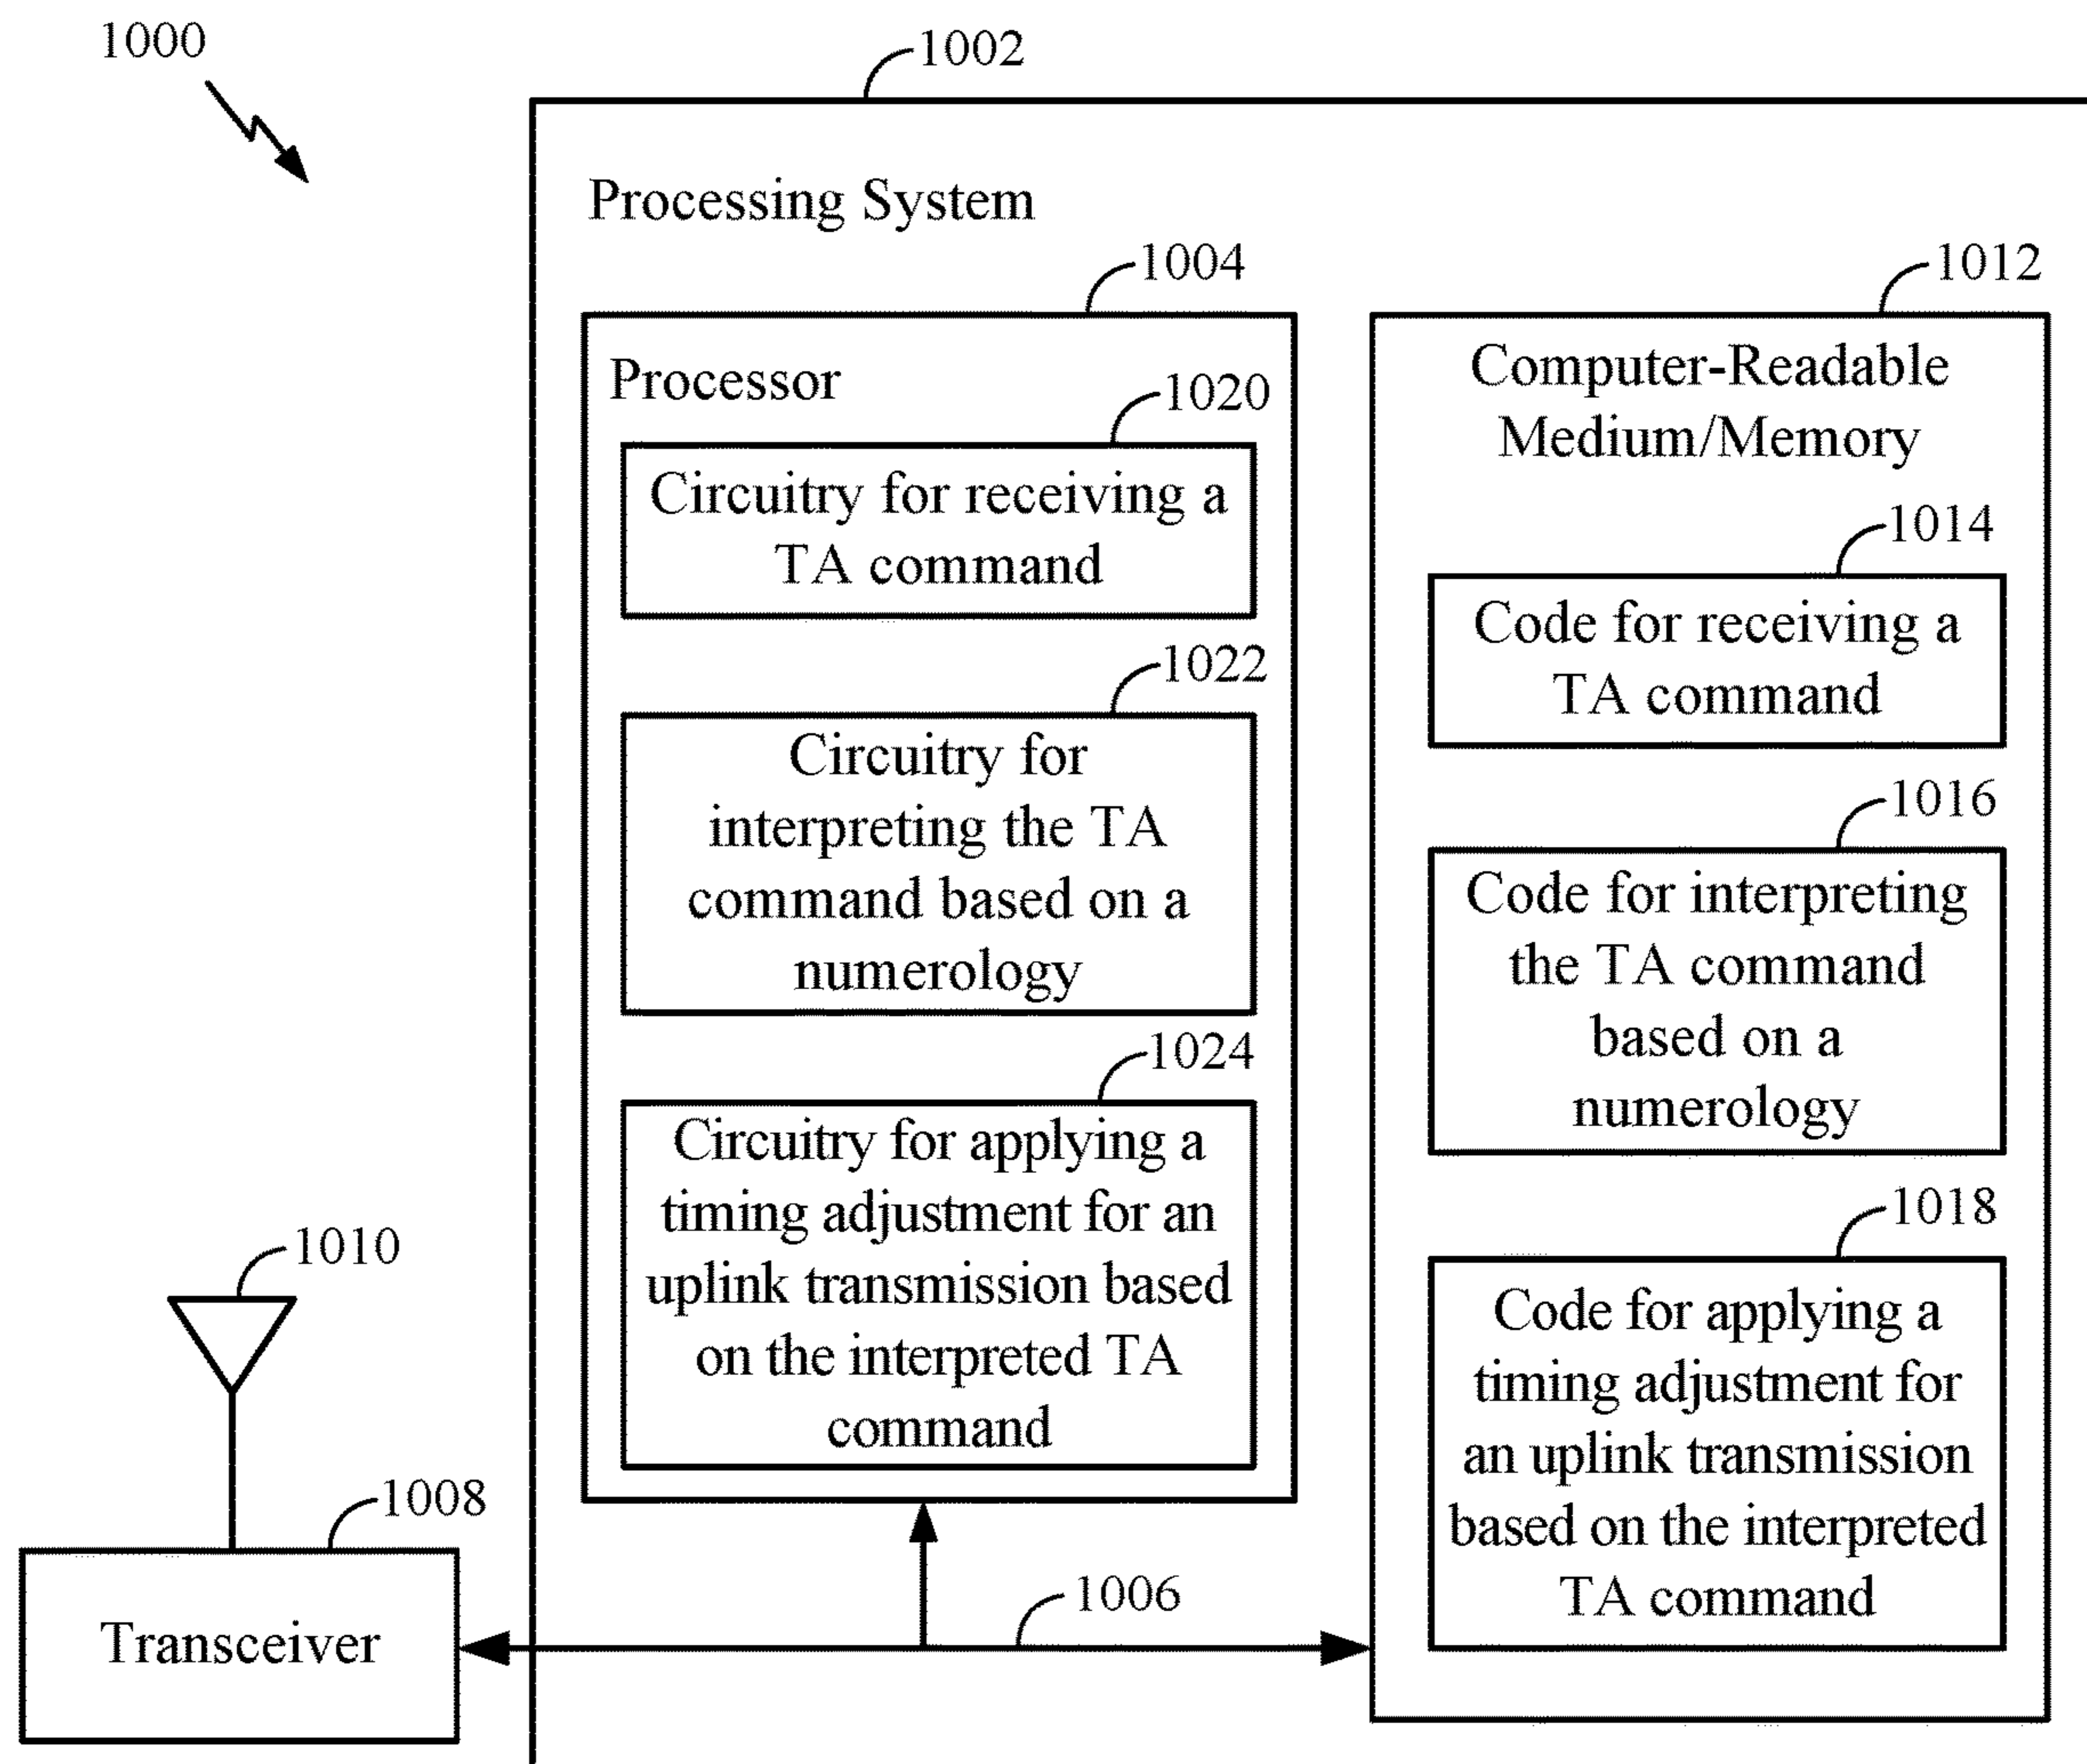 1000
1002
Processing System
1004
Processor
1020
Circuitry for receiving a
TA command
1022
Circuitry for
interpreting the TA
command based on a
numerology
1024
Circuitry for applying a
timing adjustment for an
uplink transmission based
on the interpreted TA
command
1012
Computer-Readable
Medium/Memory
1014
Code for receiving a
TA command
1016
Code for interpreting
the TA command
based on a
numerology
1018
Code for applying a
timing adjustment for
an uplink transmission
based on the interpreted
TA command
1010
1008
Transceiver
1006